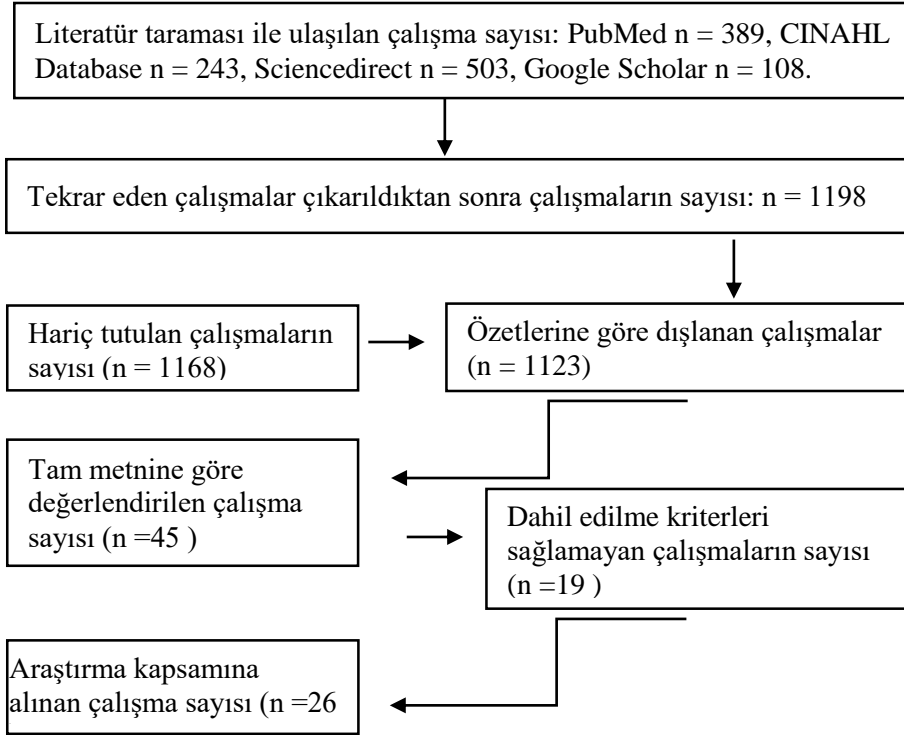 Literatür taraması ile ulaşılan çalışma sayısı: PubMed n = 389, CINAHL
Database n = 243, Sciencedirect n = 503, Google Scholar n = 108.
Tekrar eden çalışmalar çıkarıldıktan sonra çalışmaların sayısı: n = 1198
Hariç tutulan çalışmaların
sayısı (n = 1168)
Özetlerine göre dışlanan çalışmalar
(n = 1123)
Tam metnine göre
değerlendirilen çalışma
sayısı (n =45 )
Dahil edilme kriterleri
sağlamayan çalışmaların sayısı
(n =19 )
Araştırma kapsamına
alınan çalışma sayısı (n =26